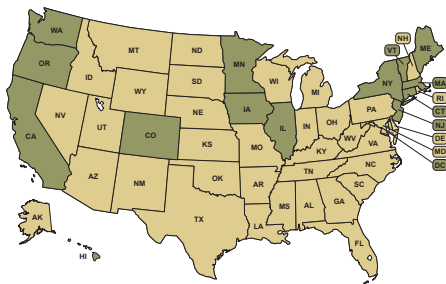 WA
OR
CA
NV
ID
MT
WY
UT
CO
AZ
NM
ND
SD
NE
KS
OK
TX
MN
IA
MO
AR
LA
WI
IL
MI
IN
OH
KY
TN
MS
AL
GA
FL
SC
NC
VA
WV
PA
NY
VT
NH
ME
MA
RI
CT
NJ
DE
MD
DC
AK
HI